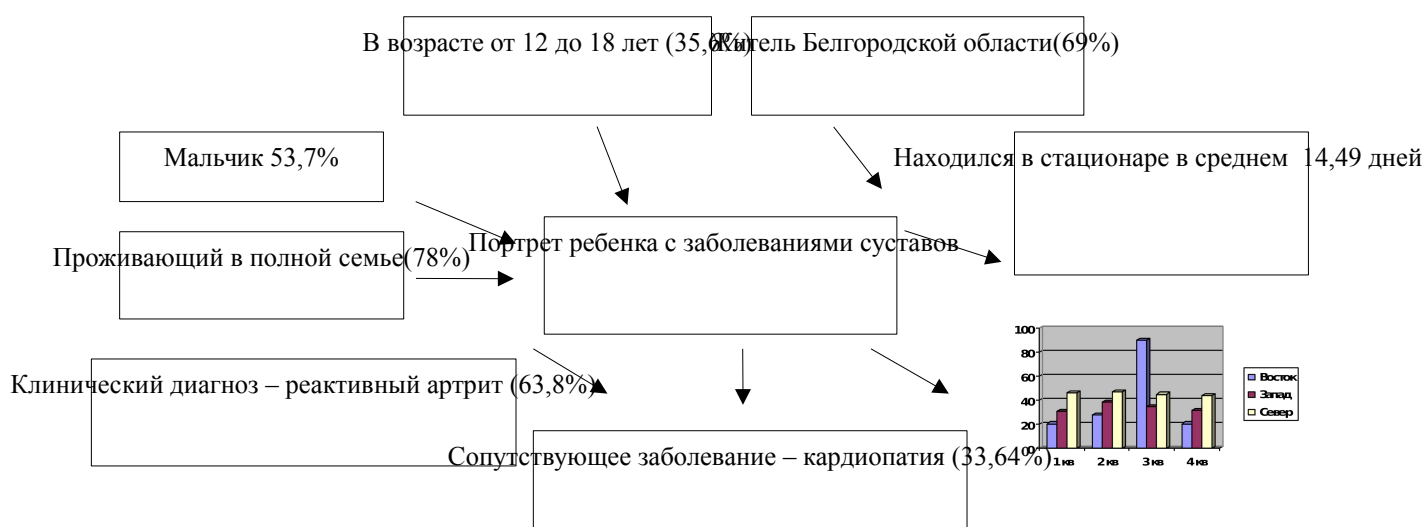 В возрасте от 12 до 18 лет (35,6%)
Житель Белгородской области(69%)
Мальчик 53,7%
Находился в стационаре в среднем 14,49 дней
Портрет ребенка с заболеваниями суставов
Проживающий в полной семье(78%)
Клинический диагноз – реактивный артрит (63,8%)
Сопутствующее заболевание – кардиопатия (33,64%)
100
80
60
40
20
0
1 кв
2 кв
3 кв
4 кв
Восток
Запад
Север